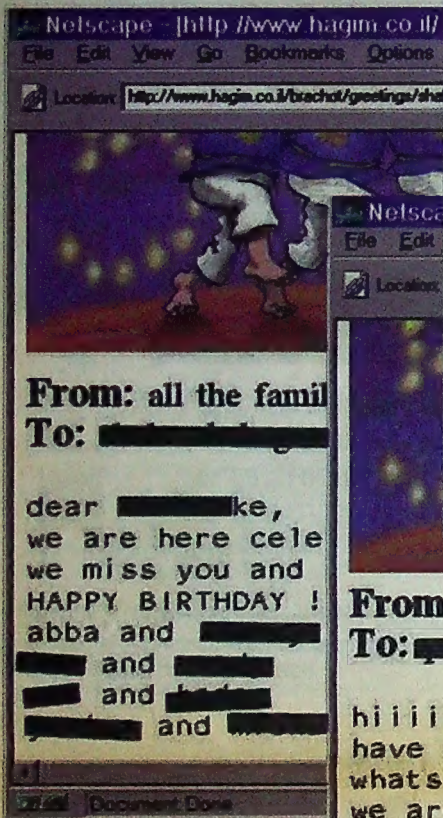 Netscape - [http://www.hagim.co.il/
File Edit View Go Bookmarks Options
Location: http://www.hagim.co.il/brachot/greetings/sha
From: all the famil
To:
dear ke,
we are here cele
we miss you and
HAPPY BIRTHDAY !
abba and
and
and
and
Document Done
Netsca
File Edit
Location:
From
To:
hiiii
have
whats
we ar